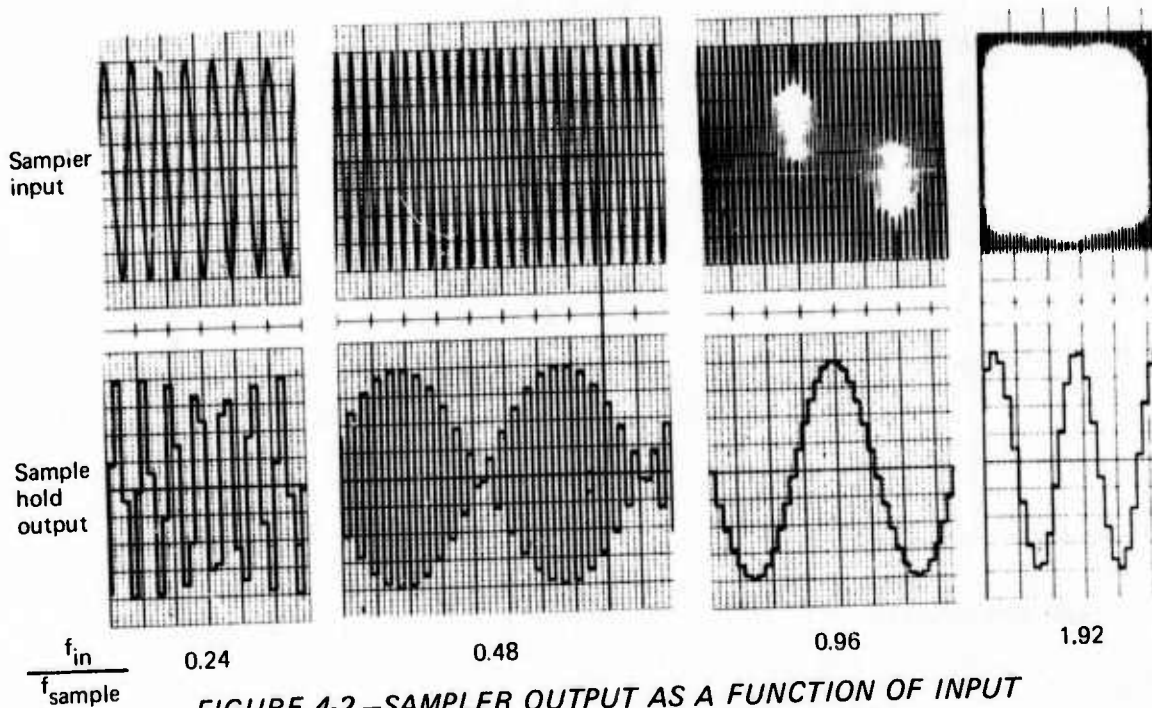 Sampler
input
Sample
hold
output
f_in / f_sample 0.24 0.48 0.96 1.92
FIGURE 4-2.–SAMPLER OUTPUT AS A FUNCTION OF INPUT